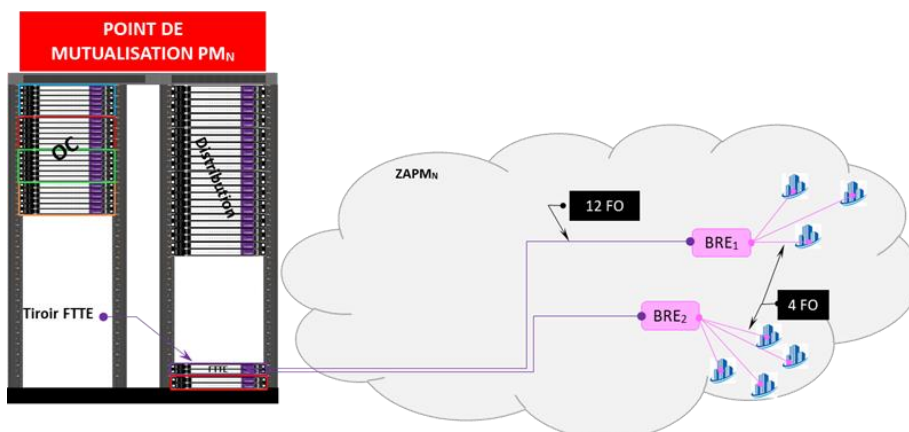 POINT DE
MUTUALISATION PMN
OC
Distribution
ZAPMN
12 FO
BRE1
Tiroir FTTE
4 FO
BRE2
FTTE